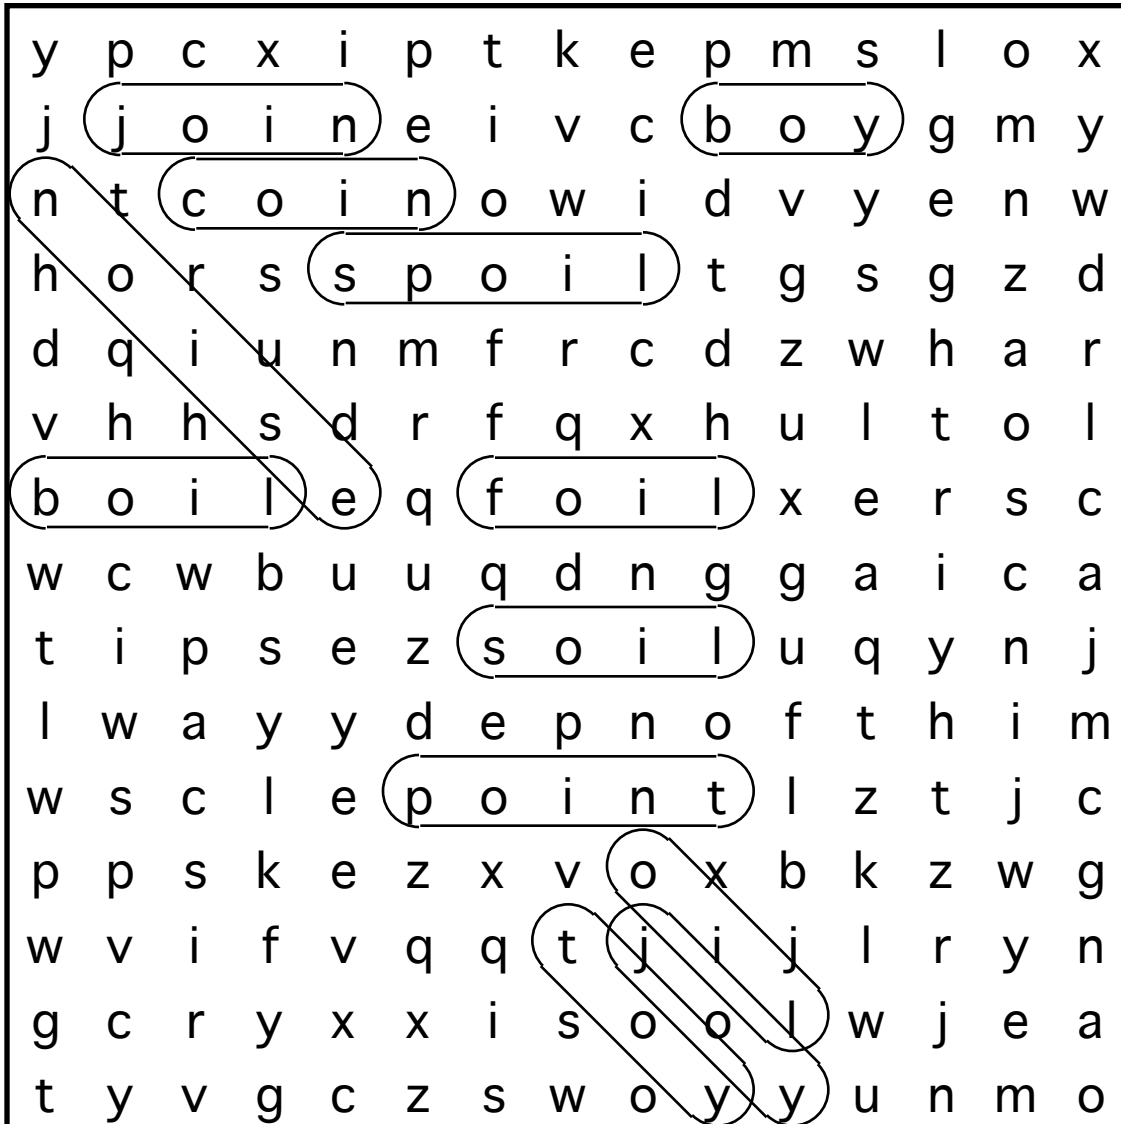 y p c x i p t k e p m s l o x
j j o i n e i v c b o y g m y
n t c o i n o w i d v y e n w
h o r s s p o i l t g s g z d
d q i u n m f r c d z w h a r
v h h s d r f q x h u l t o l
b o i l e q f o i l x e r s c
w c w b u u q d n g g a i c a
t i p s e z s o i l u q y n j
l w a y y d e p n o f t h i m
w s c l e p o i n t l z t j c
p p s k e z x v o x b k z w g
w v i f v q q t j i j l r y n
g c r y x x i s o o l w j e a
t y v g c z s w o y y u n m o